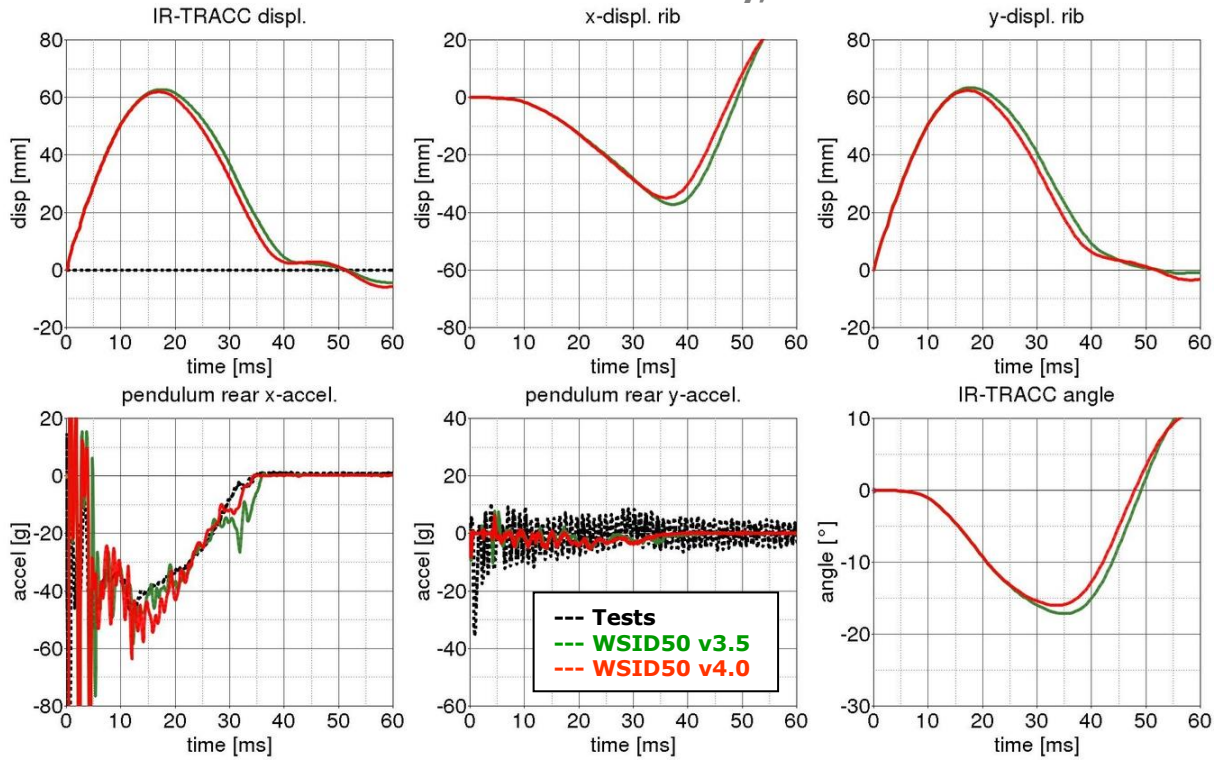 IR-TRACC displ.
x-displ. rib
y-displ. rib
80
60
40
20
0
-20
disp [mm]
0 10 20 30 40 50 60
time [ms]
20
0
-20
-40
-60
-80
disp [mm]
0 10 20 30 40 50 60
time [ms]
80
60
40
20
0
-20
disp [mm]
0 10 20 30 40 50 60
time [ms]
pendulum rear x-accel.
pendulum rear y-accel.
IR-TRACC angle
20
0
-20
-40
-60
-80
accel [g]
0 10 20 30 40 50 60
time [ms]
40
20
0
-20
-40
-60
accel [g]
0 10 20 30 40 50 60
time [ms]
Tests
WSID50 v3.5
WSID50 v4.0
10
0
-10
-20
-30
angle [°]
0 10 20 30 40 50 60
time [ms]